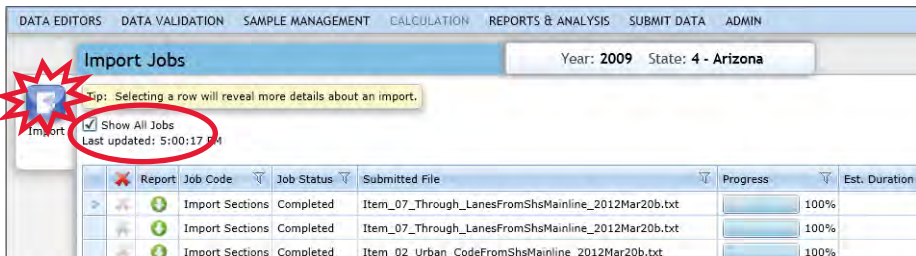 DATA EDITORS DATA VALIDATION SAMPLE MANAGEMENT CALCULATION REPORTS & ANALYSIS SUBMIT DATA ADMIN
Import Jobs Year: 2009 State: 4 - Arizona
Tip: Selecting a row will reveal more details about an import.
Import
Show All Jobs
Last updated: 5:00:17 PM
Report Job Code Job Status Submitted File Progress Est. Duration
Import Sections Completed Item_07_Through_LanesFromShsMainline_2012Mar20b.txt 100%
Import Sections Completed Item_07_Through_LanesFromShsMainline_2012Mar20b.txt 100%
Import Sections Completed Item_02_Urban_CodeFromShsMainline_2012Mar20b.txt 100%